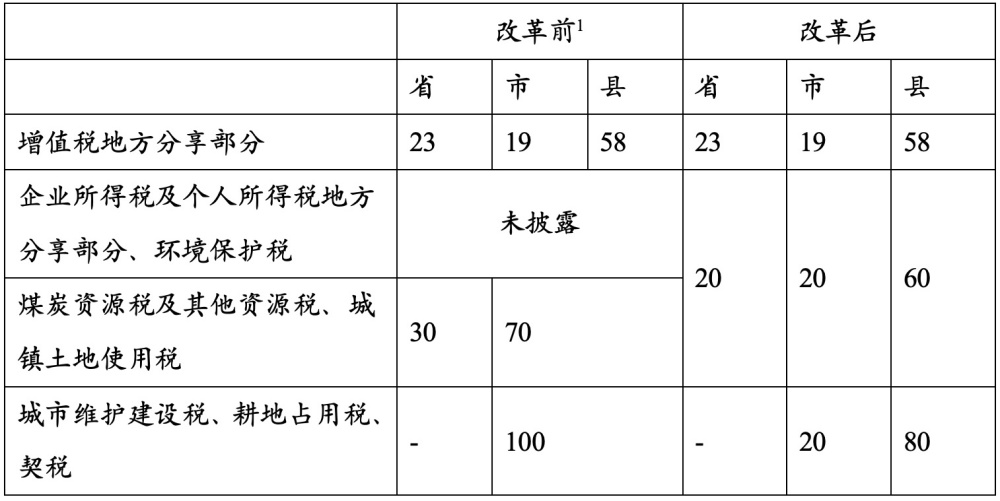 改革前1 改革后
省 市 县 省 市 县
增值税地方分享部分 23 19 58 23 19 58
企业所得税及个人所得税地方
分享部分、环境保护税
未披露
20 20 60
煤炭资源税及其他资源税、城
镇土地使用税
30 70
城市维护建设税、耕地占用税、
契税
- 100 - 20 80